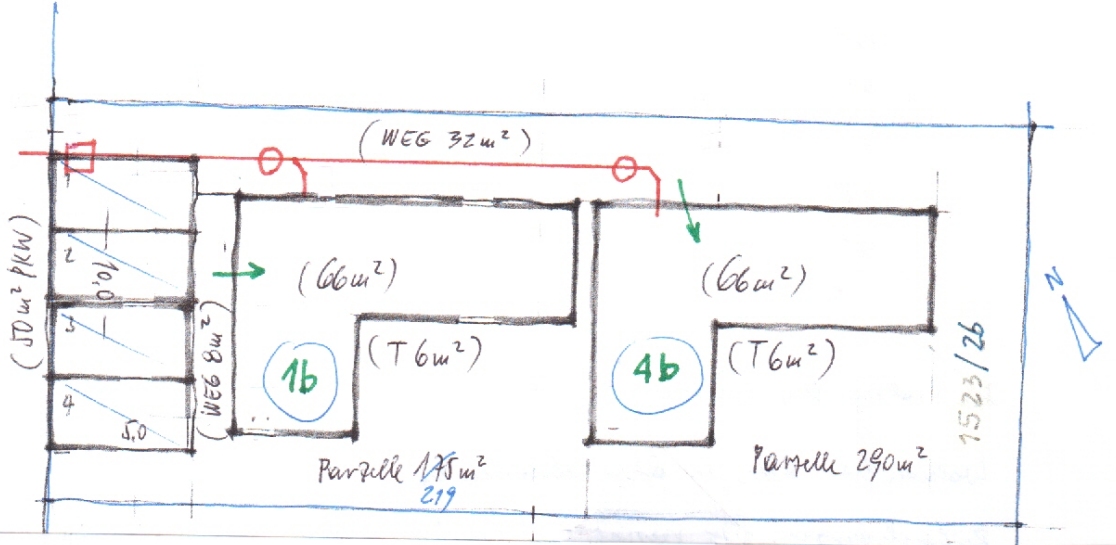 (WEG 32m²)
1
2
3
4
10,0
5,0
(50m² PKW)
(WEG 8m²)
(66m²)
(T 6m²)
1b
(66m²)
(T 6m²)
4b
N
1523/26
Parzelle 175m²
219
Parzelle 290m²